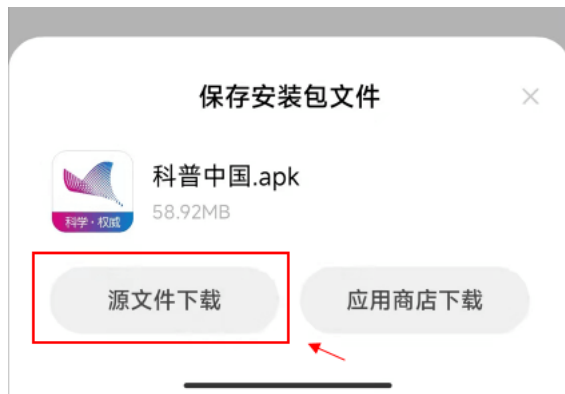 保存安装包文件
科普中国.apk
58.92MB
科学·权威
源文件下载
应用商店下载